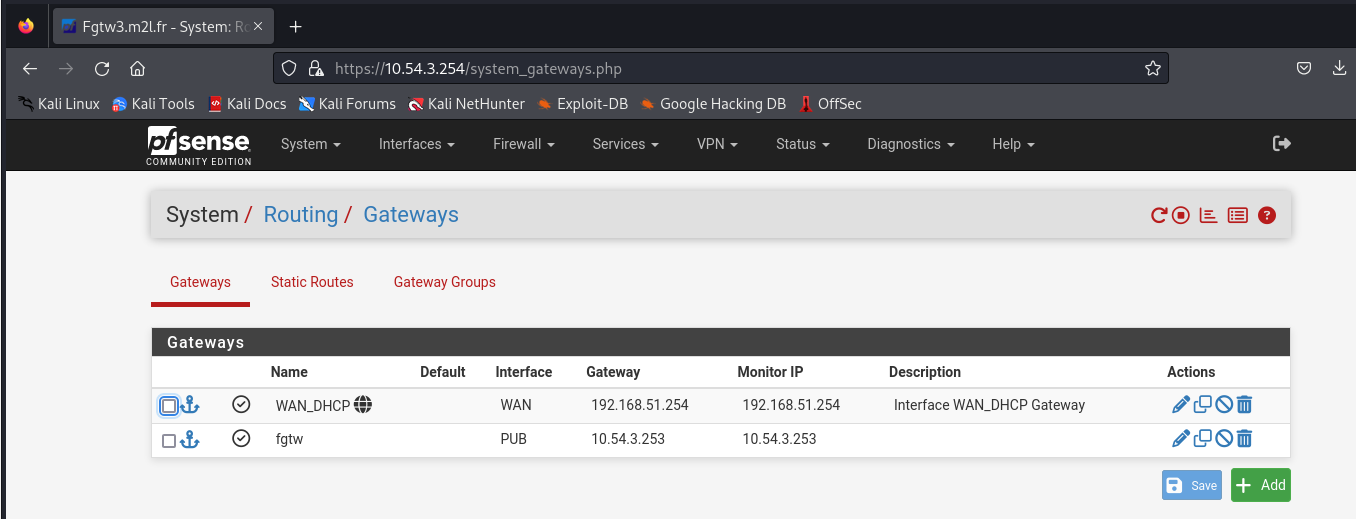 Fgtw3.m2l.fr - System: Ro
https://10.54.3.254/system_gateways.php
Kali Linux Kali Tools Kali Docs Kali Forums Kali NetHunter Exploit-DB Google Hacking DB OffSec
pfsense System Interfaces Firewall Services VPN Status Diagnostics Help
COMMUNITY EDITION
System / Routing / Gateways
Gateways Static Routes Gateway Groups
Gateways
Name Default Interface Gateway Monitor IP Description Actions
WAN_DHCP WAN 192.168.51.254 192.168.51.254 Interface WAN_DHCP Gateway
fgtw PUB 10.54.3.253 10.54.3.253
Save Add